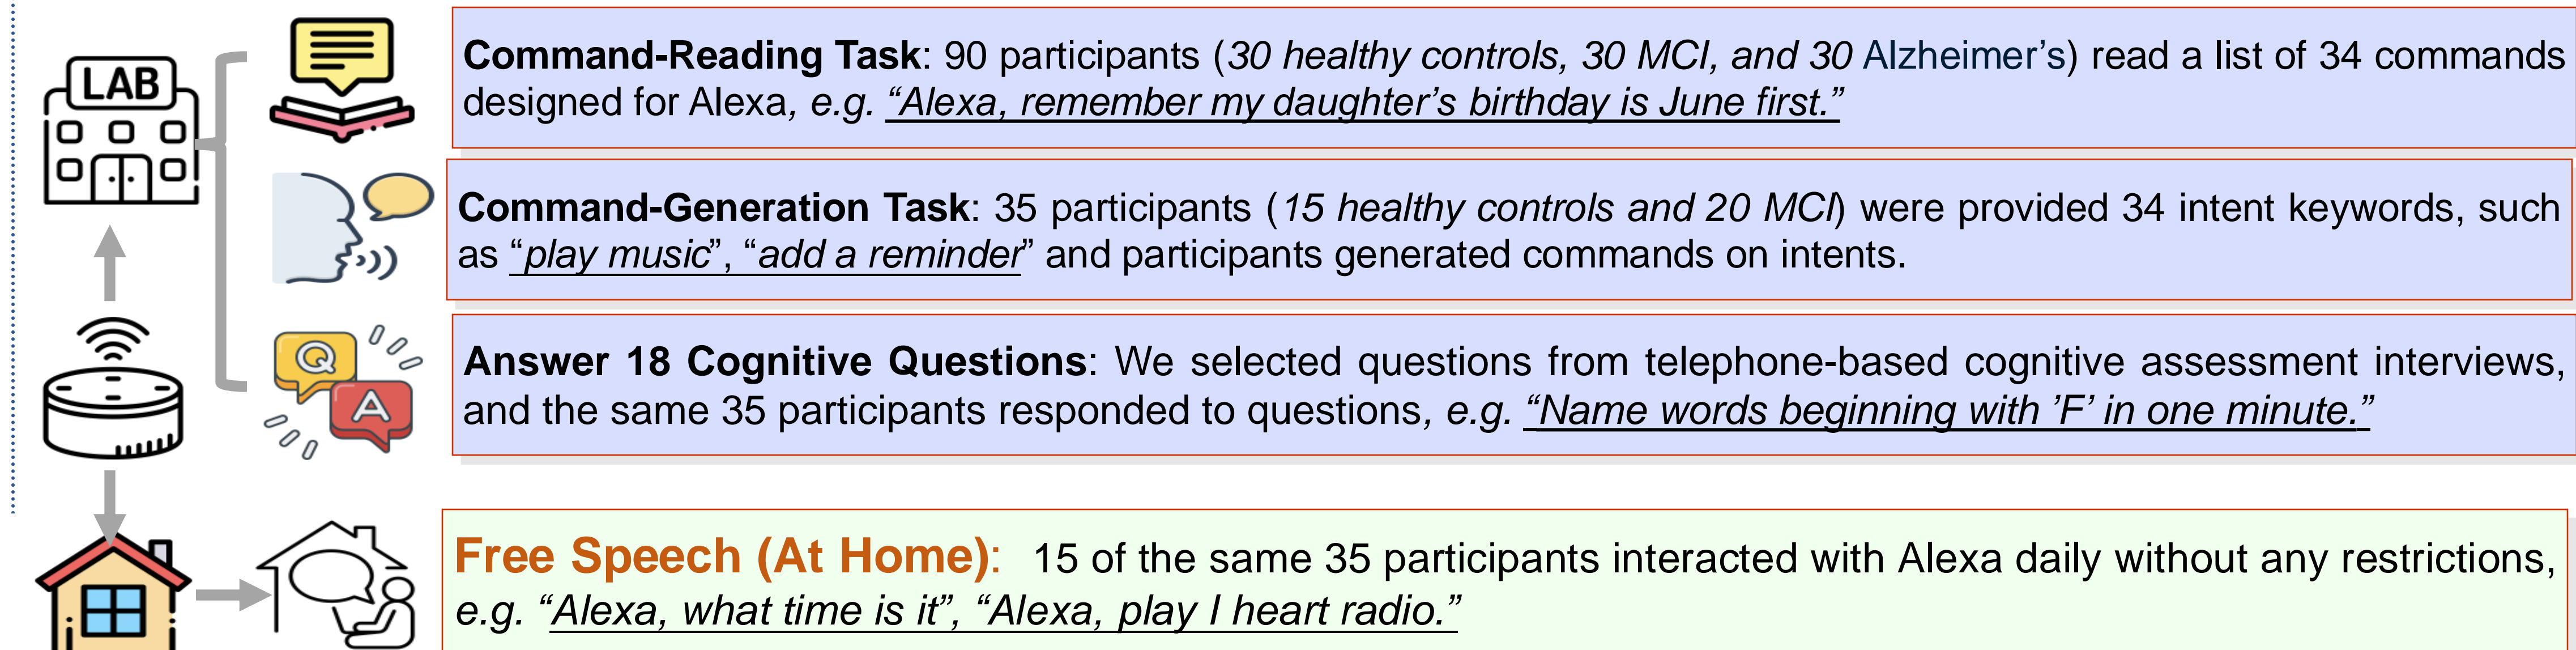 LAB
Command-Reading Task: 90 participants (30 healthy controls, 30 MCI, and 30 Alzheimer’s) read a list of 34 commands
designed for Alexa, e.g. “Alexa, remember my daughter’s birthday is June first.”
Command-Generation Task: 35 participants (15 healthy controls and 20 MCI) were provided 34 intent keywords, such
as “play music”, “add a reminder” and participants generated commands on intents.
Q
A
Answer 18 Cognitive Questions: We selected questions from telephone-based cognitive assessment interviews,
and the same 35 participants responded to questions, e.g. “Name words beginning with ’F’ in one minute.”
Free Speech (At Home): 15 of the same 35 participants interacted with Alexa daily without any restrictions,
e.g. “Alexa, what time is it”, “Alexa, play I heart radio.”